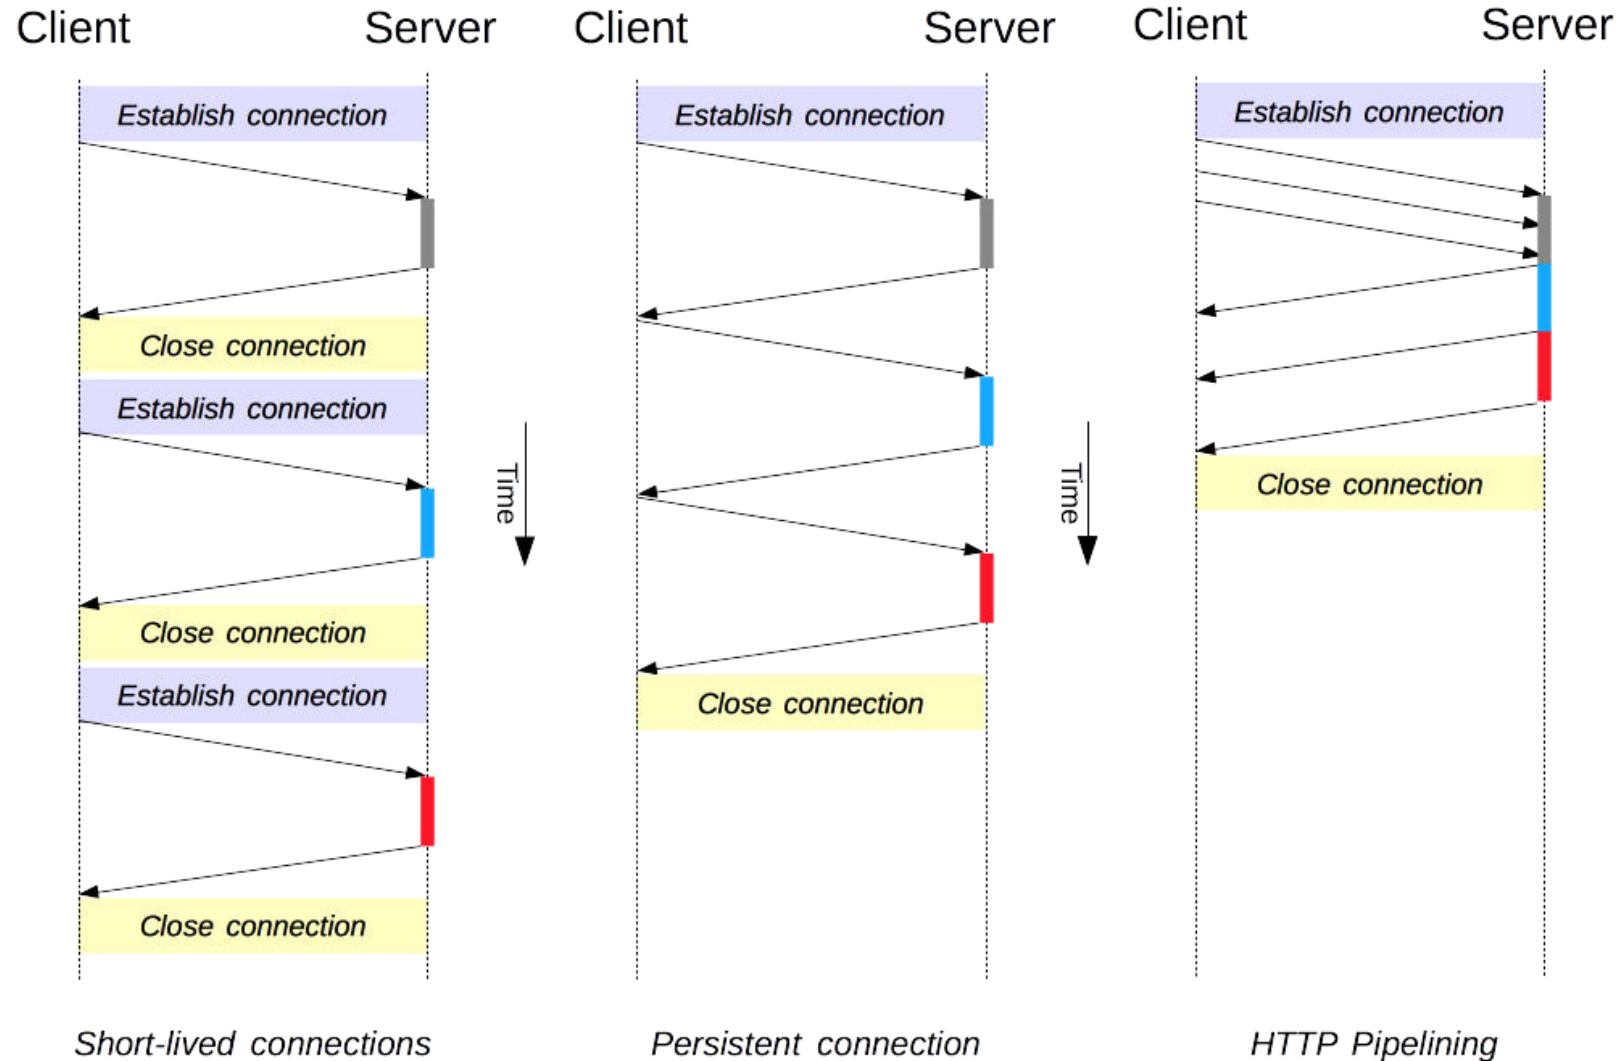 Client Server Client Server Client Server
Establish connection
Close connection
Establish connection
Close connection
Establish connection
Close connection
Short-lived connections
Time
Establish connection
Close connection
Persistent connection
Time
Establish connection
Close connection
HTTP Pipelining